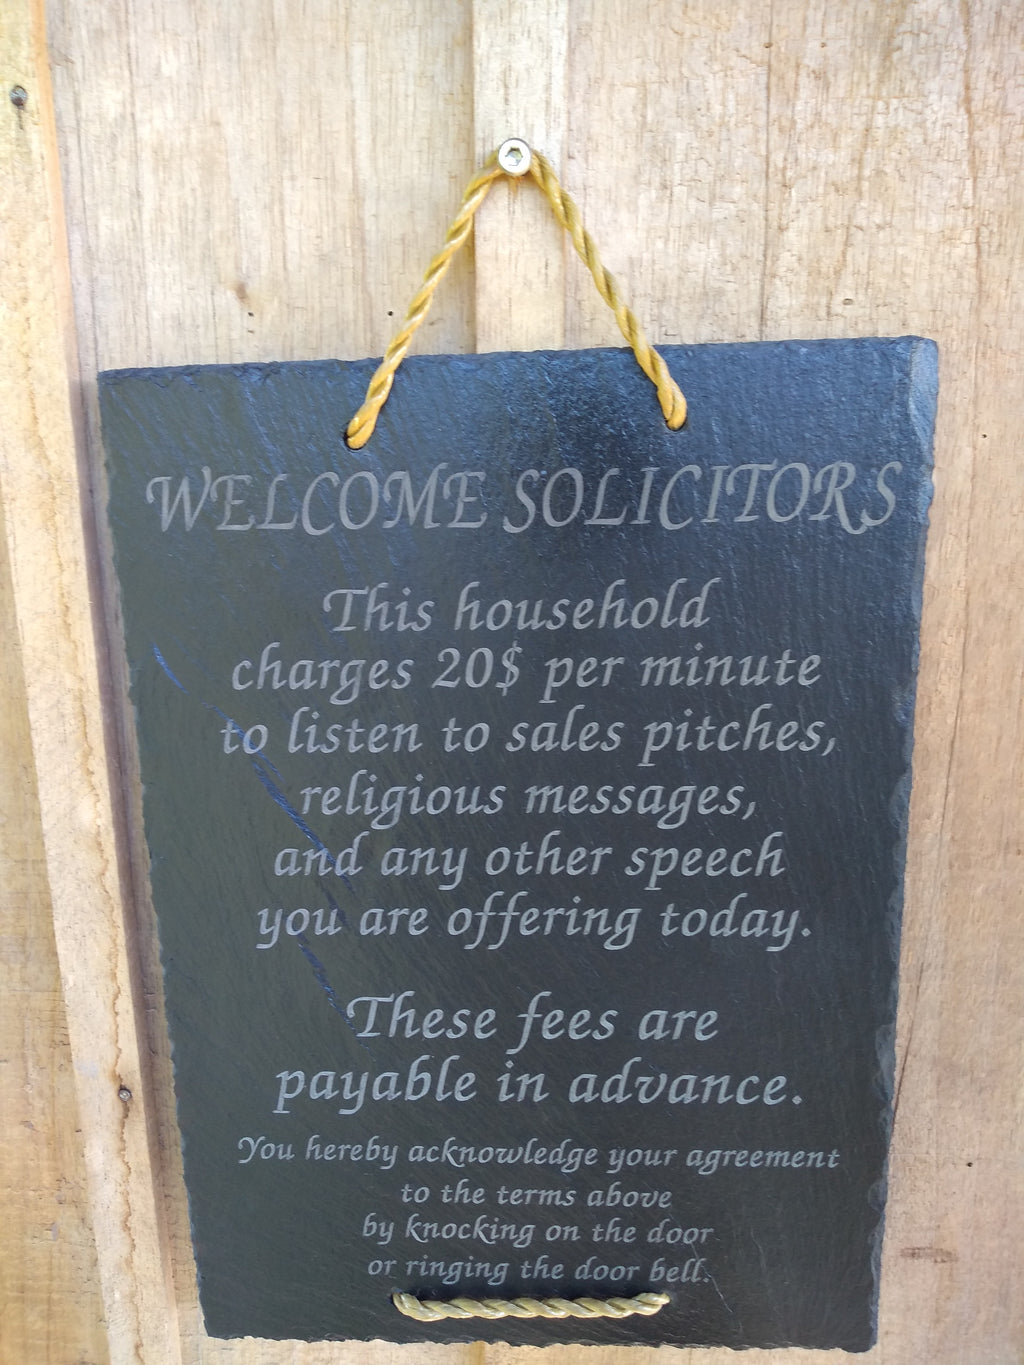 WELCOME SOLICITORS
This household
charges 20$ per minute
to listen to sales pitches,
religious messages,
and any other speech
you are offering today.
These fees are
payable in advance.
You hereby acknowledge your agreement
to the terms above
by knocking on the door
or ringing the door bell.